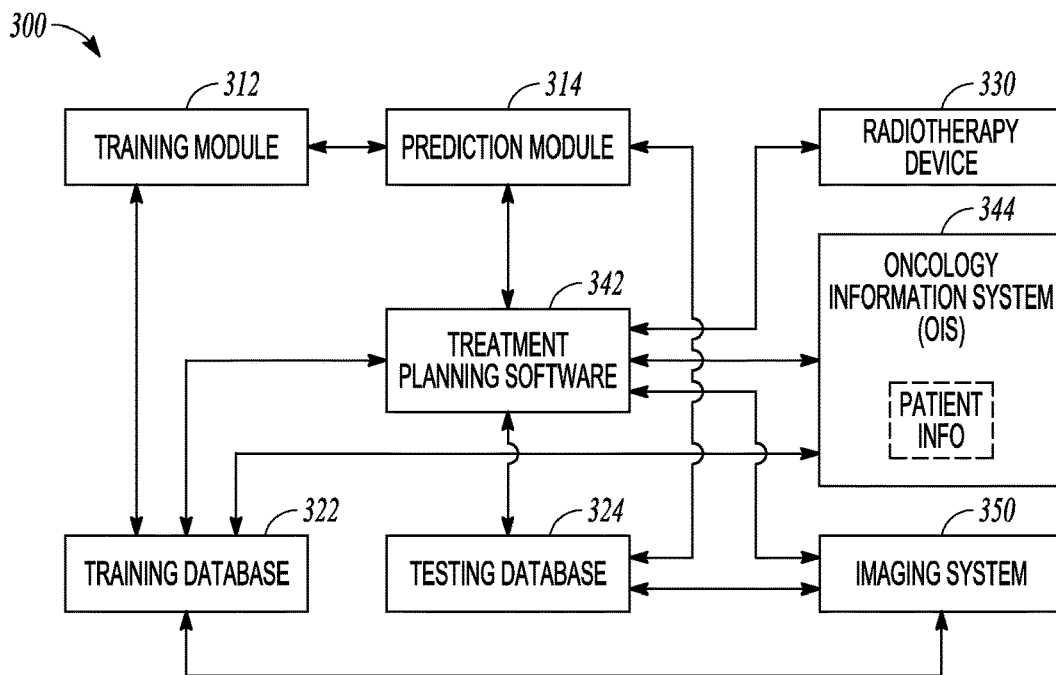 300
312
314
330
TRAINING MODULE
PREDICTION MODULE
RADIOTHERAPY
DEVICE
344
ONCOLOGY
INFORMATION SYSTEM
(OIS)
342
TREATMENT
PLANNING SOFTWARE
PATIENT
INFO
322
324
350
TRAINING DATABASE
TESTING DATABASE
IMAGING SYSTEM